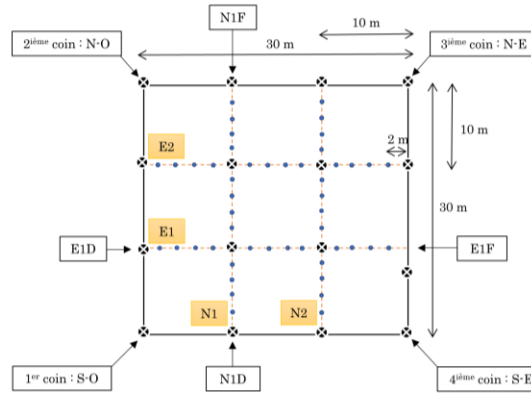 N1F
10 m
2ième coin : N-O
30 m
3ième coin : N-E
E2
2 m
10 m
30 m
E1
E1D
E1F
N1
N2
1er coin : S-O
N1D
4ième coin : S-E